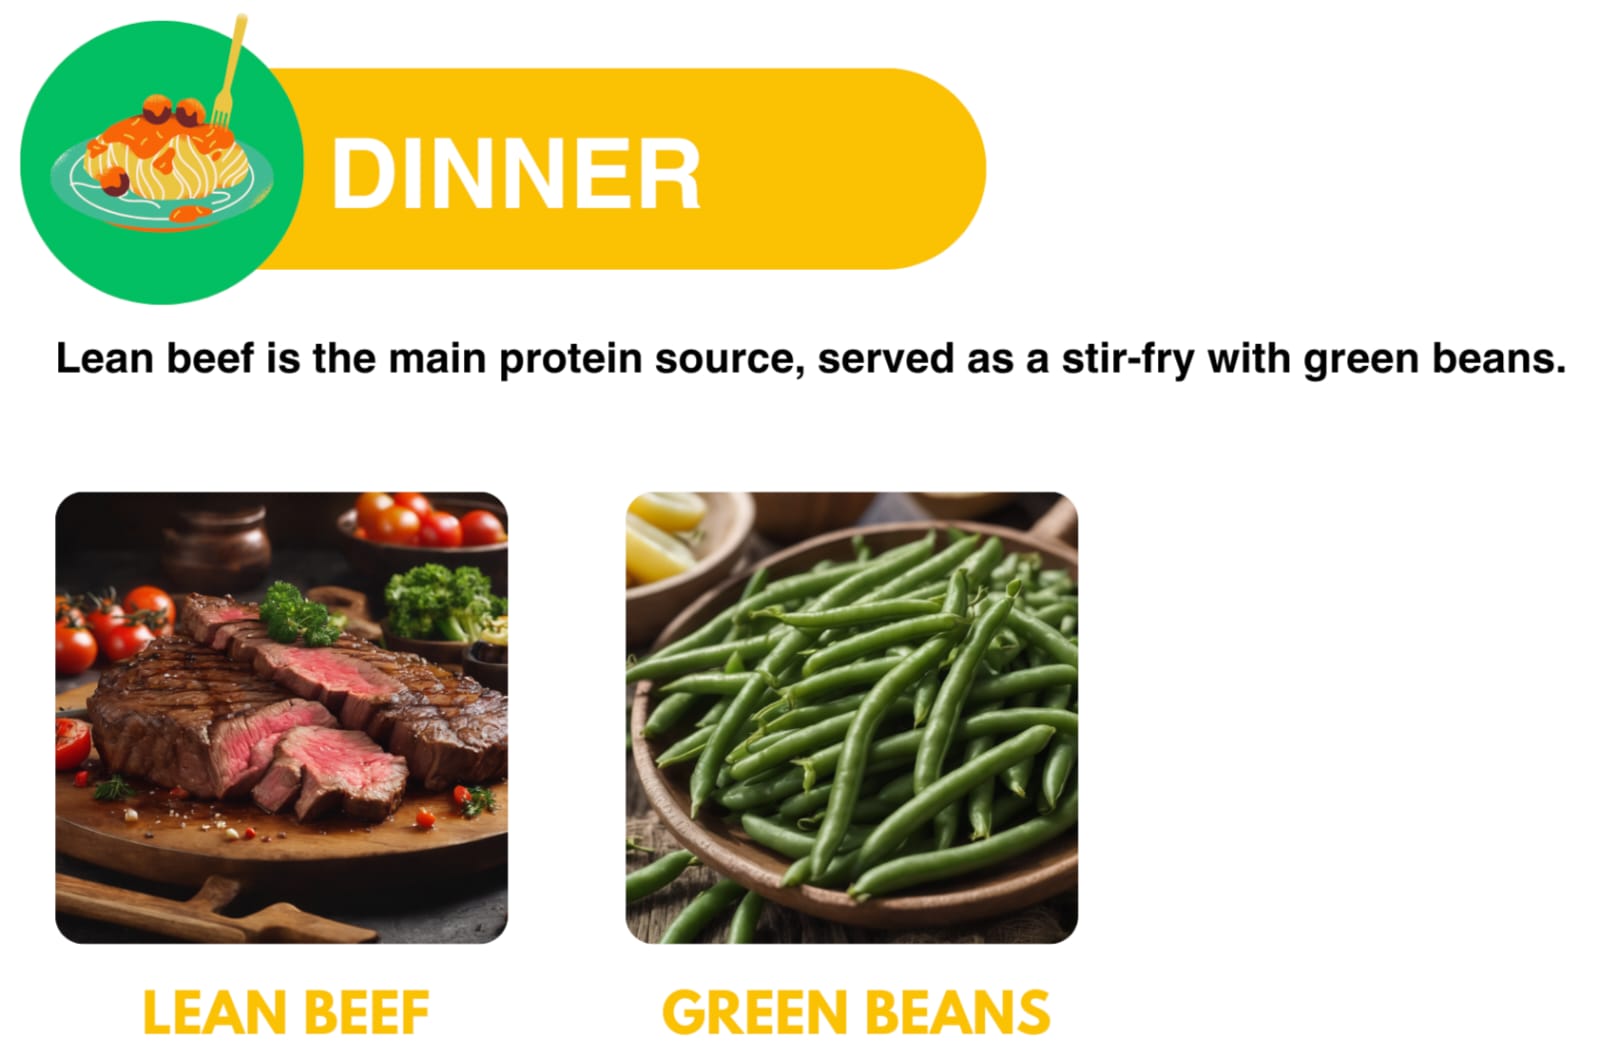 DINNER
Lean beef is the main protein source, served as a stir-fry with green beans.
LEAN BEEF
GREEN BEANS